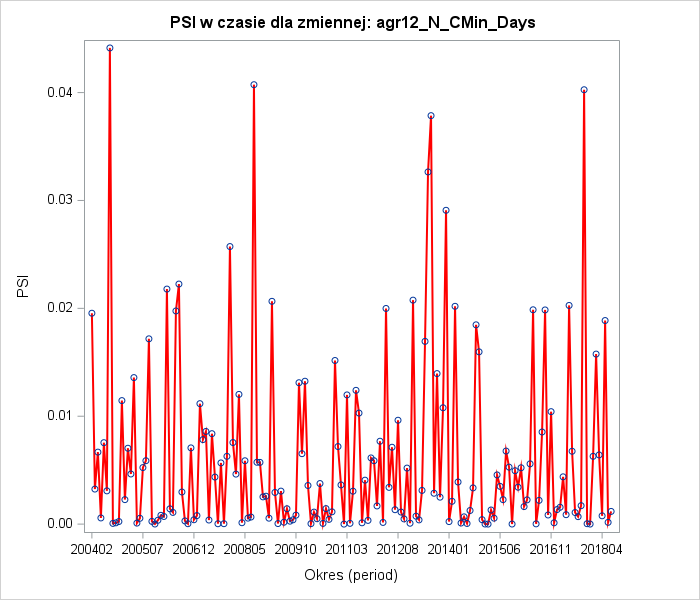 PSI w czasie dla zmiennej: agr12_N_CMin_Days
0.04
0.03
0.02
0.01
0.00
PSI
200402 200507 200612 200805 200910 201103 201208 201401 201506 201611 201804
Okres (period)